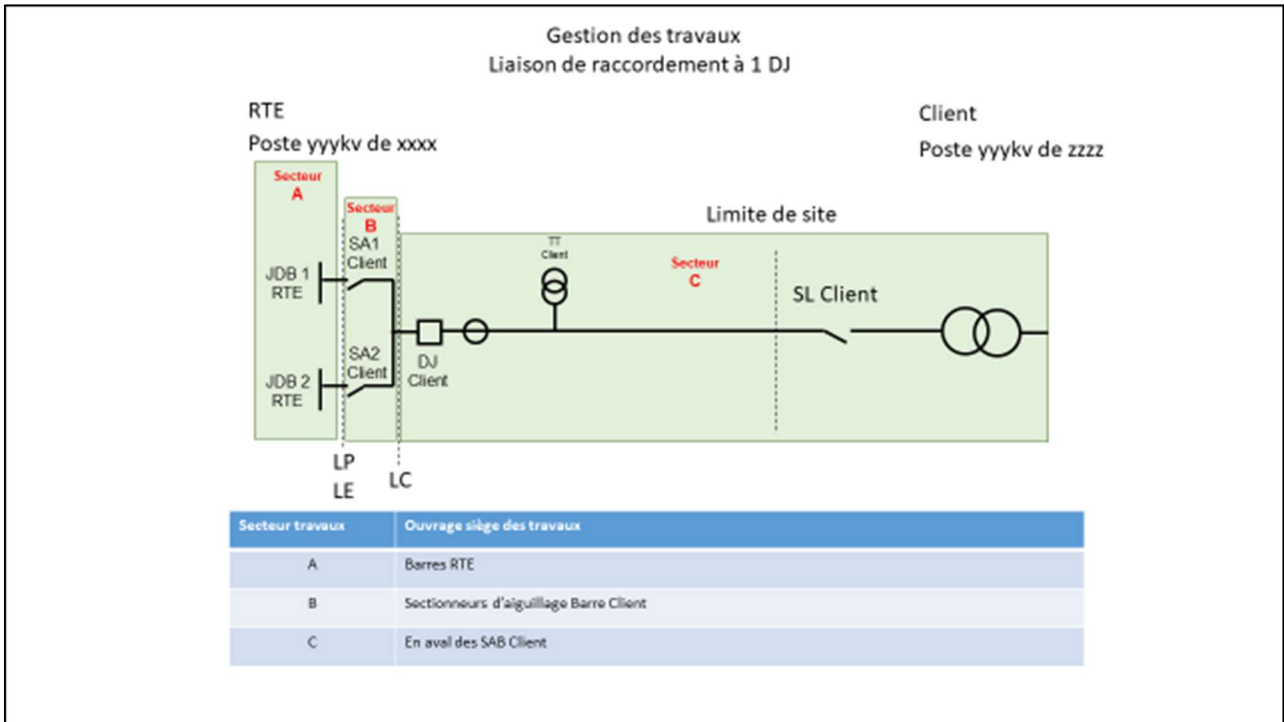 Gestion des travaux
Liaison de raccordement à 1 DJ
RTE
Poste yyykv de xxxx
Client
Poste yyykv de zzzz
Secteur
A
Secteur
B
Limite de site
SA1
Client
TT
Client
Secteur
C
JDB 1
RTE
SL Client
SA2
Client
DJ
Client
JDB 2
RTE
LP
LE
LC
Secteur travaux Ouvrage siège des travaux
A Barres RTE
B Sectionneurs d'aiguillage Barre Client
C En aval des SAB Client